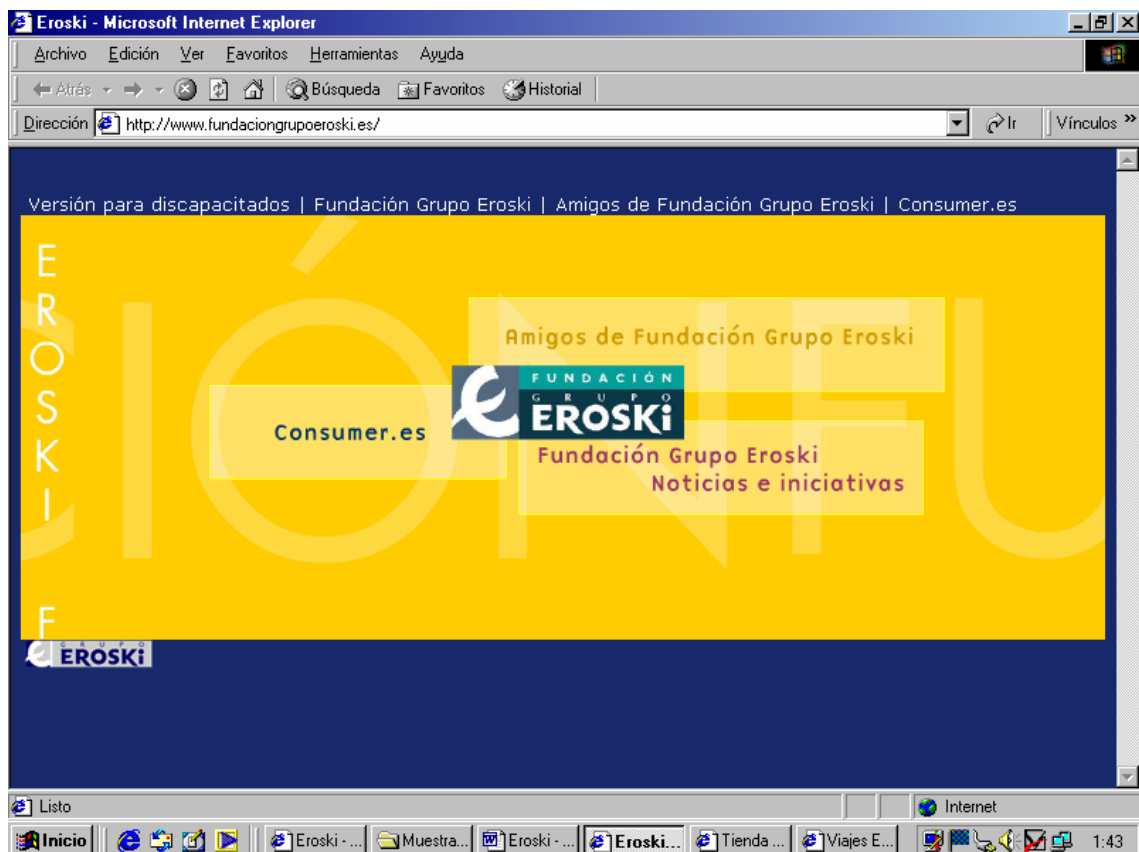 Eroski - Microsoft Internet Explorer
Archivo Edición Ver Favoritos Herramientas Ayuda
Atrás Búsqueda Favoritos Historial
Dirección http://www.fundaciongrupoeroski.es/ Ir Vínculos »
Versión para discapacitados | Fundación Grupo Eroski | Amigos de Fundación Grupo Eroski | Consumer.es
EROSKI F
CIÓNFU
Amigos de Fundación Grupo Eroski
FUNDACIÓN
GRUPO
EROSKi
Consumer.es
Fundación Grupo Eroski
Noticias e iniciativas
GRUPO
EROSKi
Listo Internet
Inicio Eroski - ... Muestra... Eroski - ... Eroski... Tienda ... Viajes E... 1:43